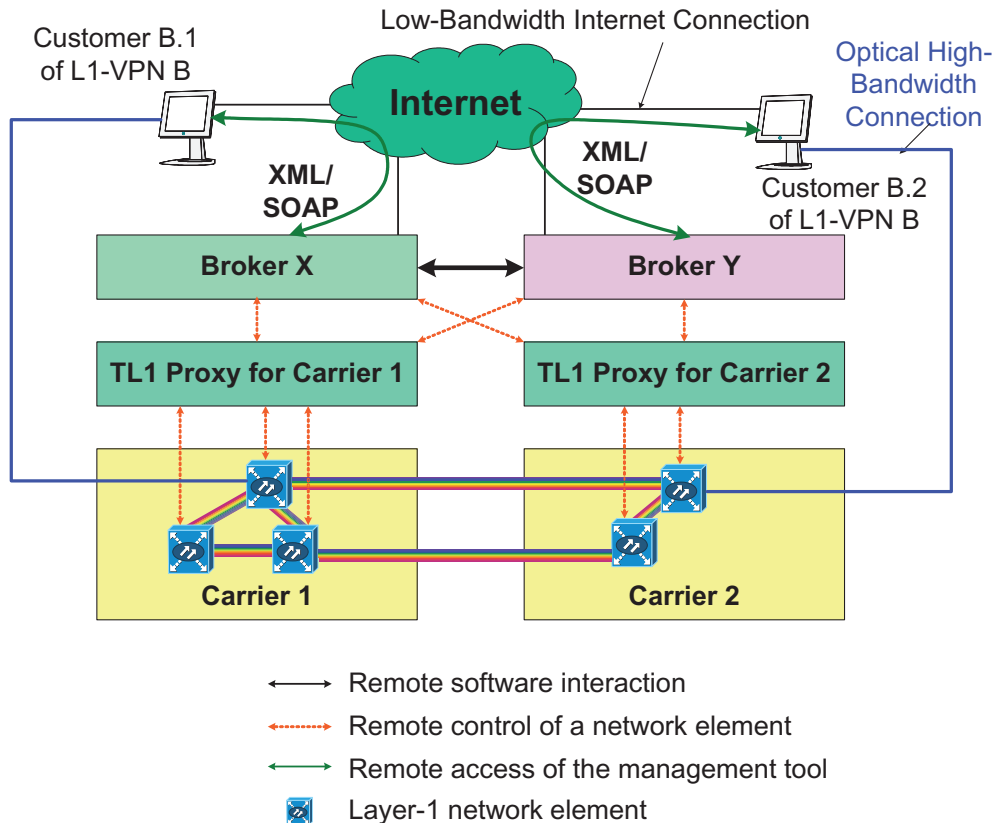 Low-Bandwidth Internet Connection
Customer B.1
of L1-VPN B
Optical High-
Bandwidth
Connection
Internet
XML/
SOAP
XML/
SOAP
Customer B.2
of L1-VPN B
Broker X
Broker Y
TL1 Proxy for Carrier 1
TL1 Proxy for Carrier 2
Carrier 1
Carrier 2
Remote software interaction
Remote control of a network element
Remote access of the management tool
Layer-1 network element